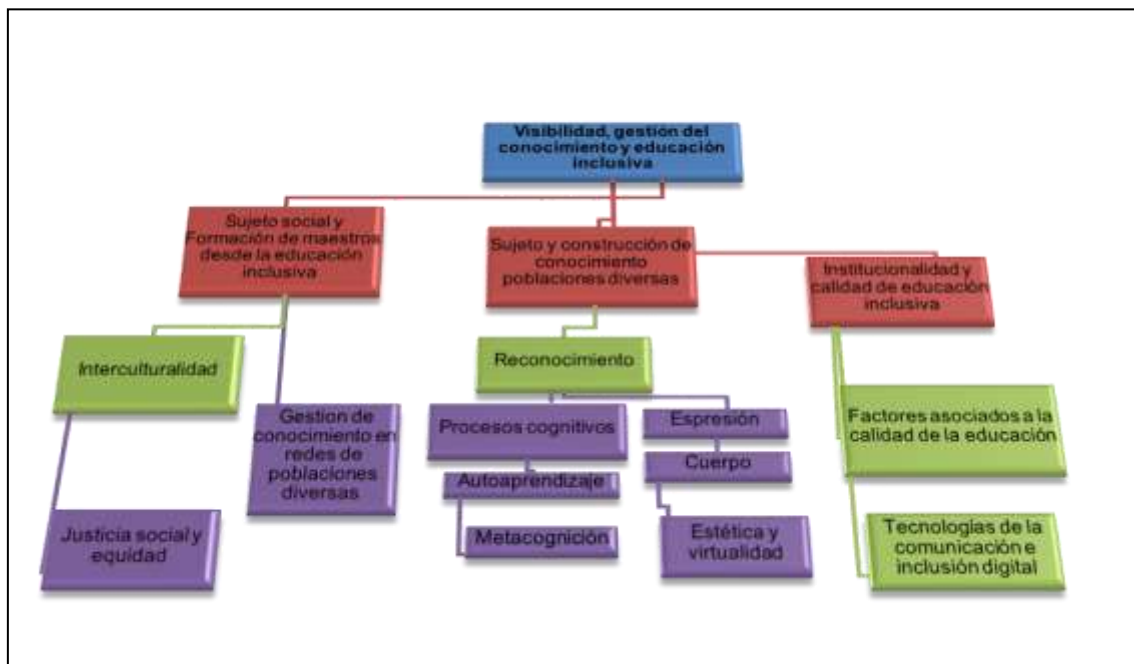 Visibilidad, gestión del
conocimiento y educación
inclusiva
Sujeto social y
Formación de maestros
desde la educación
inclusiva
Sujeto y construcción de
conocimiento
poblaciones diversas
Institucionalidad y
calidad de educación
inclusiva
Interculturalidad
Justicia social y
equidad
Gestion de
conocimiento en
redes de
poblaciones
diversas
Reconocimiento
Procesos cognitivos
Autoaprendizaje
Metacognición
Espresión
Cuerpo
Estética y
virtualidad
Factores asociados a la
calidad de la educación
Tecnologías de la
comunicación e
inclusión digital